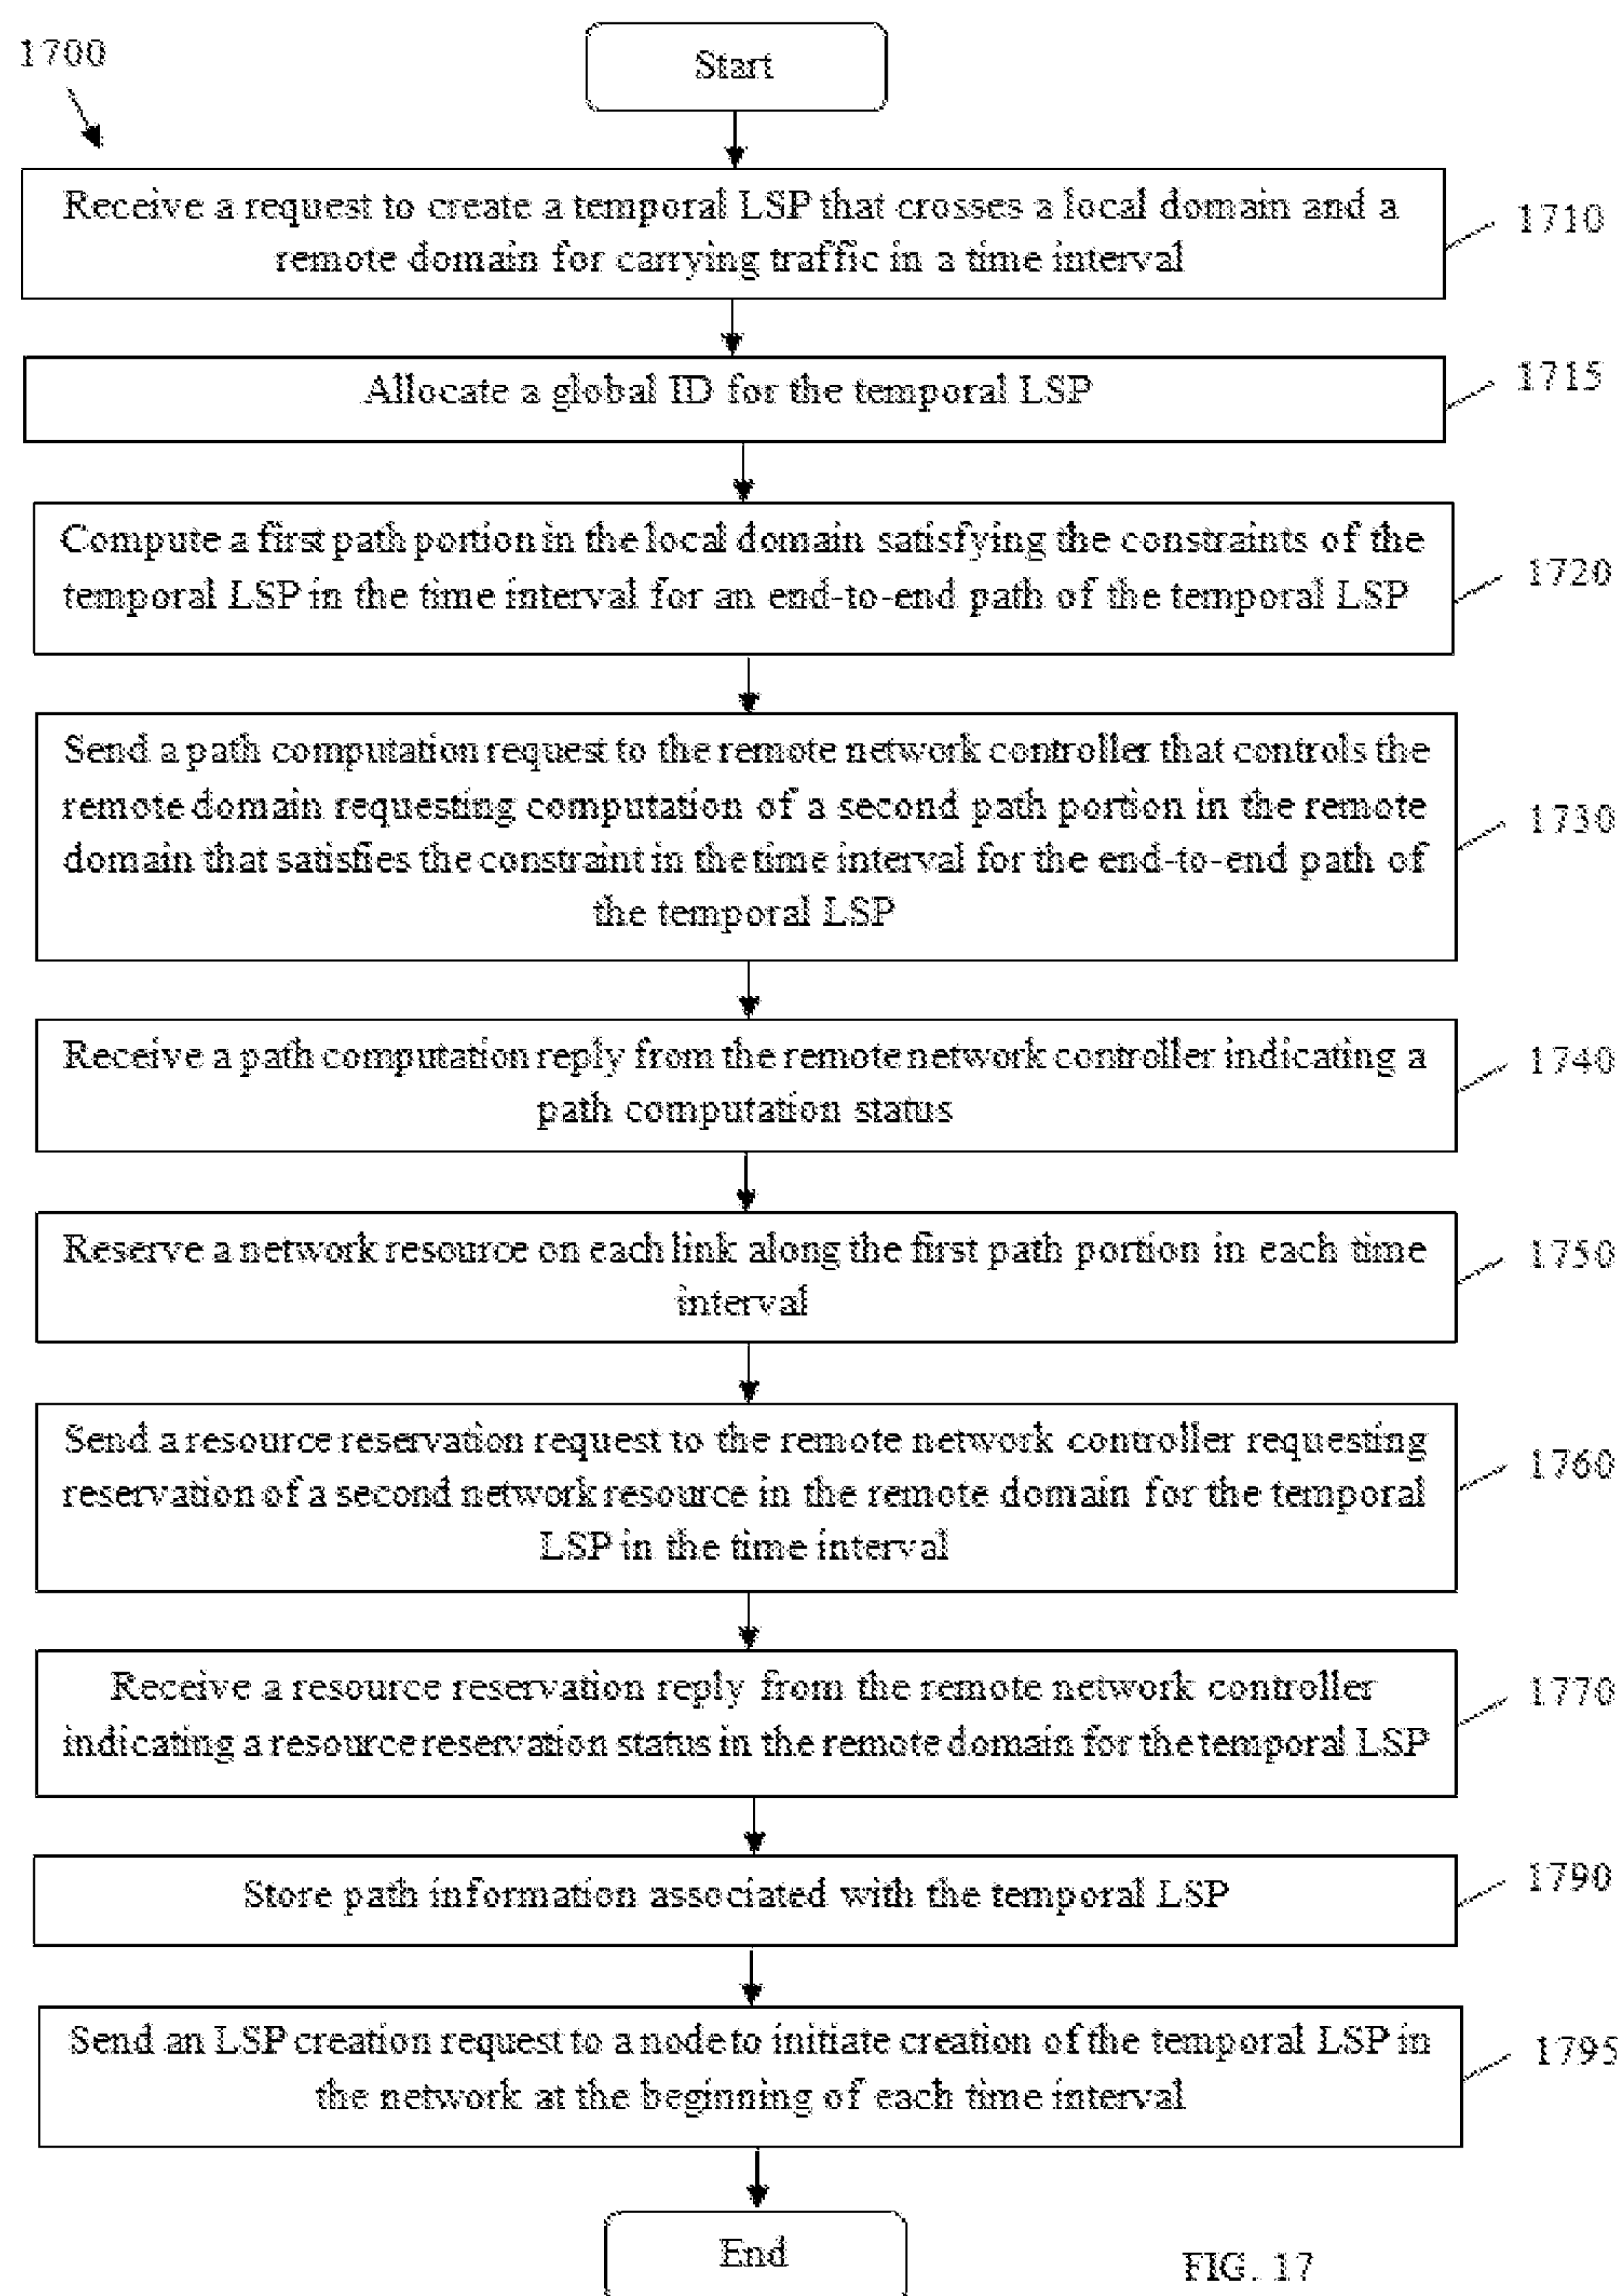 1700
Start
Receive a request to create a temporal LSP that crosses a local domain and a
remote domain for carrying traffic in a time interval
1710
Allocate a global ID for the temporal LSP
1715
Compute a first path portion in the local domain satisfying the constraints of the
temporal LSP in the time interval for an end-to-end path of the temporal LSP
1720
Send a path computation request to the remote network controller that controls the
remote domain requesting computation of a second path portion in the remote
domain that satisfies the constraint in the time interval for the end-to-end path of
the temporal LSP
1730
Receive a path computation reply from the remote network controller indicating a
path computation status
1740
Reserve a network resource on each link along the first path portion in each time
interval
1750
Send a resource reservation request to the remote network controller requesting
reservation of a second network resource in the remote domain for the temporal
LSP in the time interval
1760
Receive a resource reservation reply from the remote network controller
indicating a resource reservation status in the remote domain for the temporal LSP
1770
Store path information associated with the temporal LSP
1790
Send an LSP creation request to a node to initiate creation of the temporal LSP in
the network at the beginning of each time interval
1795
End
FIG. 17